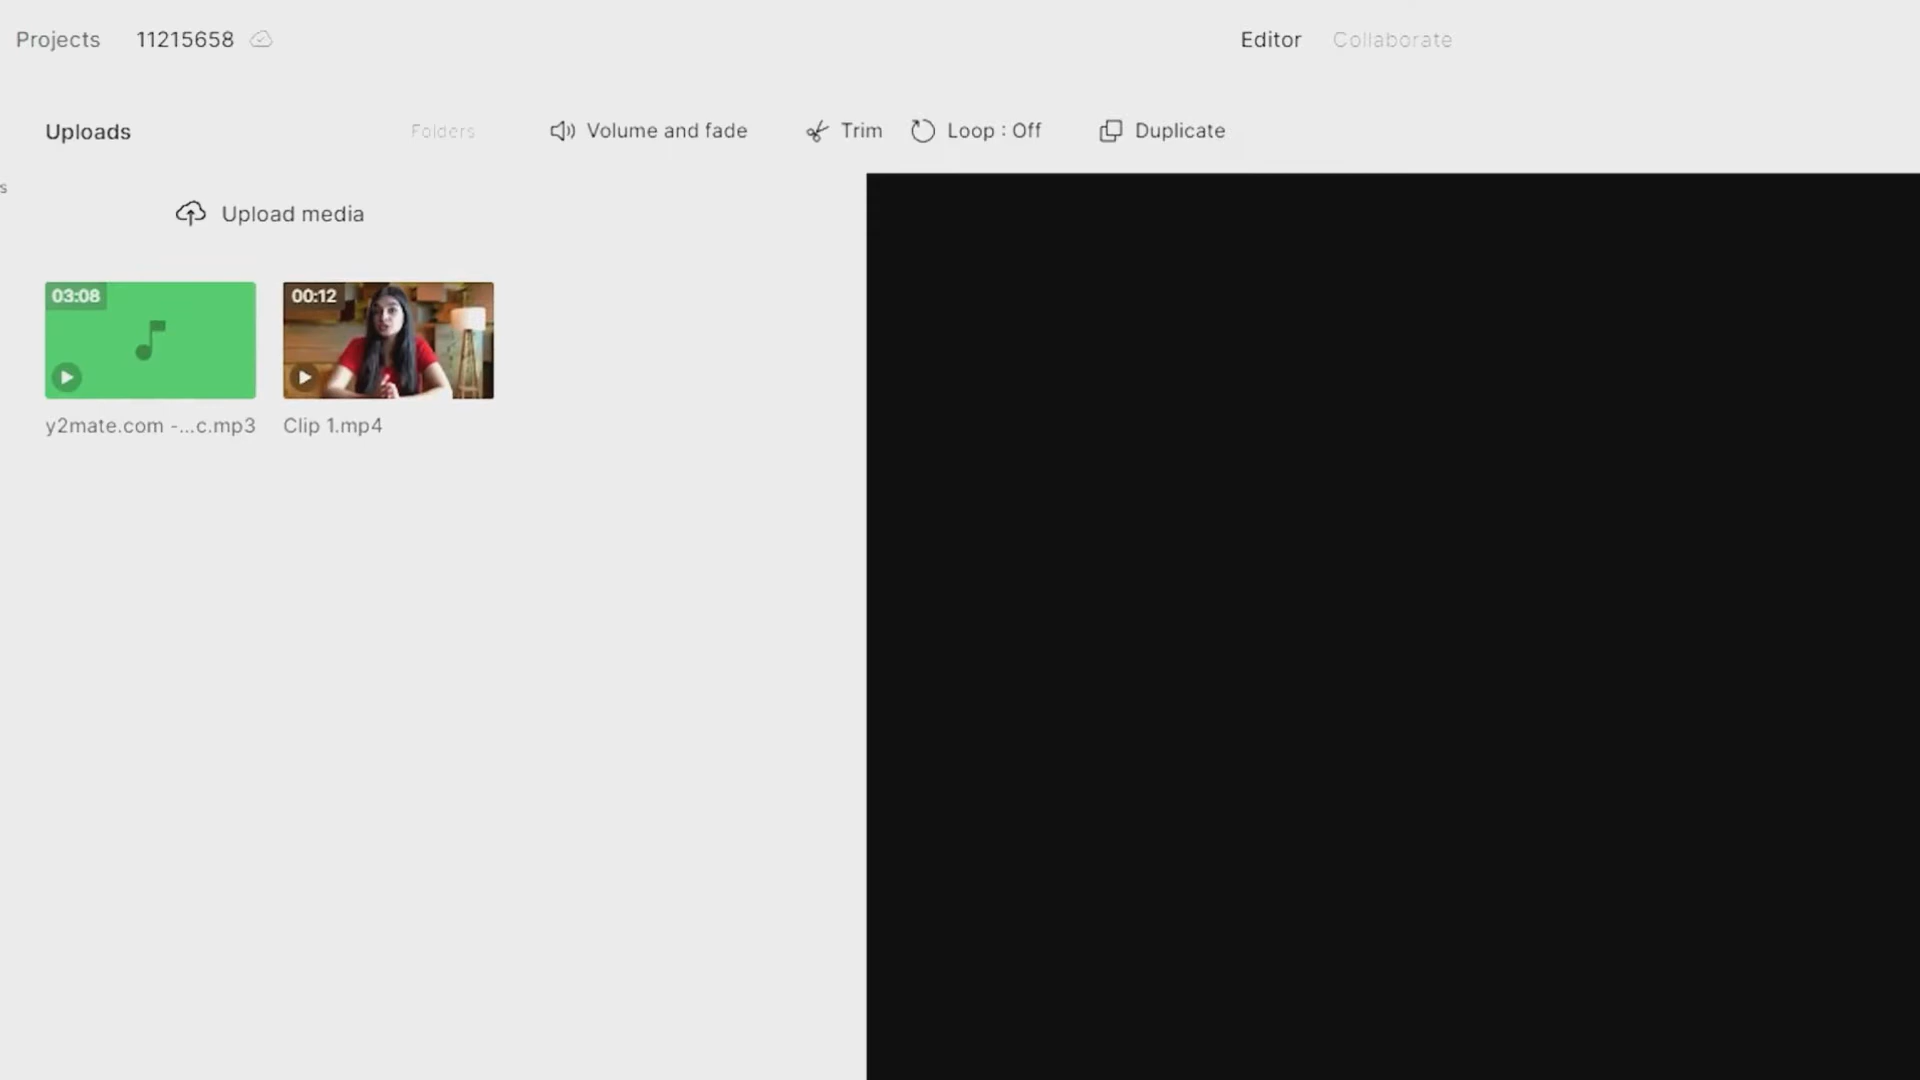 Projects 11215658 Editor Collaborate
Uploads Folders Volume and fade Trim Loop : Off Duplicate
s
Upload media
03:08 00:12
y2mate.com -...c.mp3 Clip 1.mp4